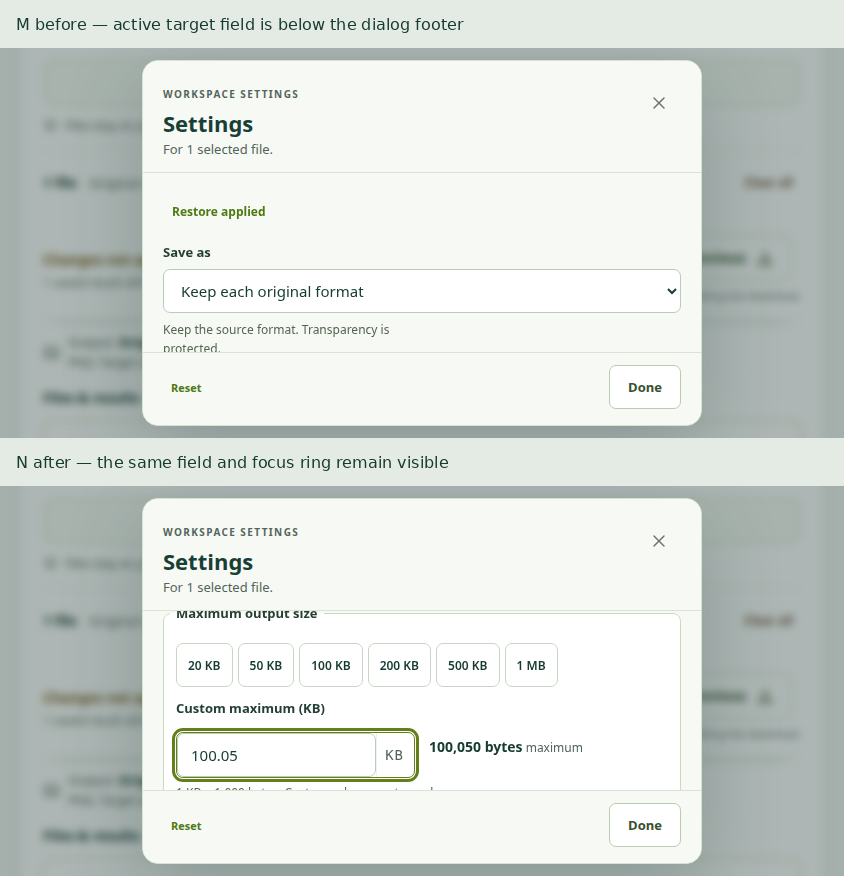 M before — active target field is below the dialog footer
WORKSPACE SETTINGS
Settings
For 1 selected file.
Restore applied
Save as
Keep each original format
Keep the source format. Transparency is
protected.
Reset
Done
N after — the same field and focus ring remain visible
WORKSPACE SETTINGS
Settings
For 1 selected file.
Maximum output size
20 KB
50 KB
100 KB
200 KB
500 KB
1 MB
Custom maximum (KB)
100.05
KB
100,050 bytes maximum
Reset
Done